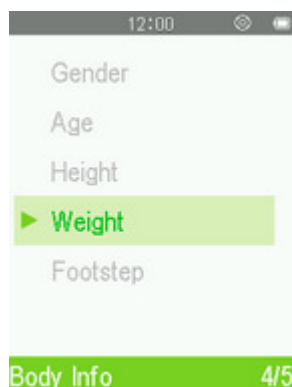 12:00
Gender
Age
Height
Weight
Footstep
Body Info 4/5